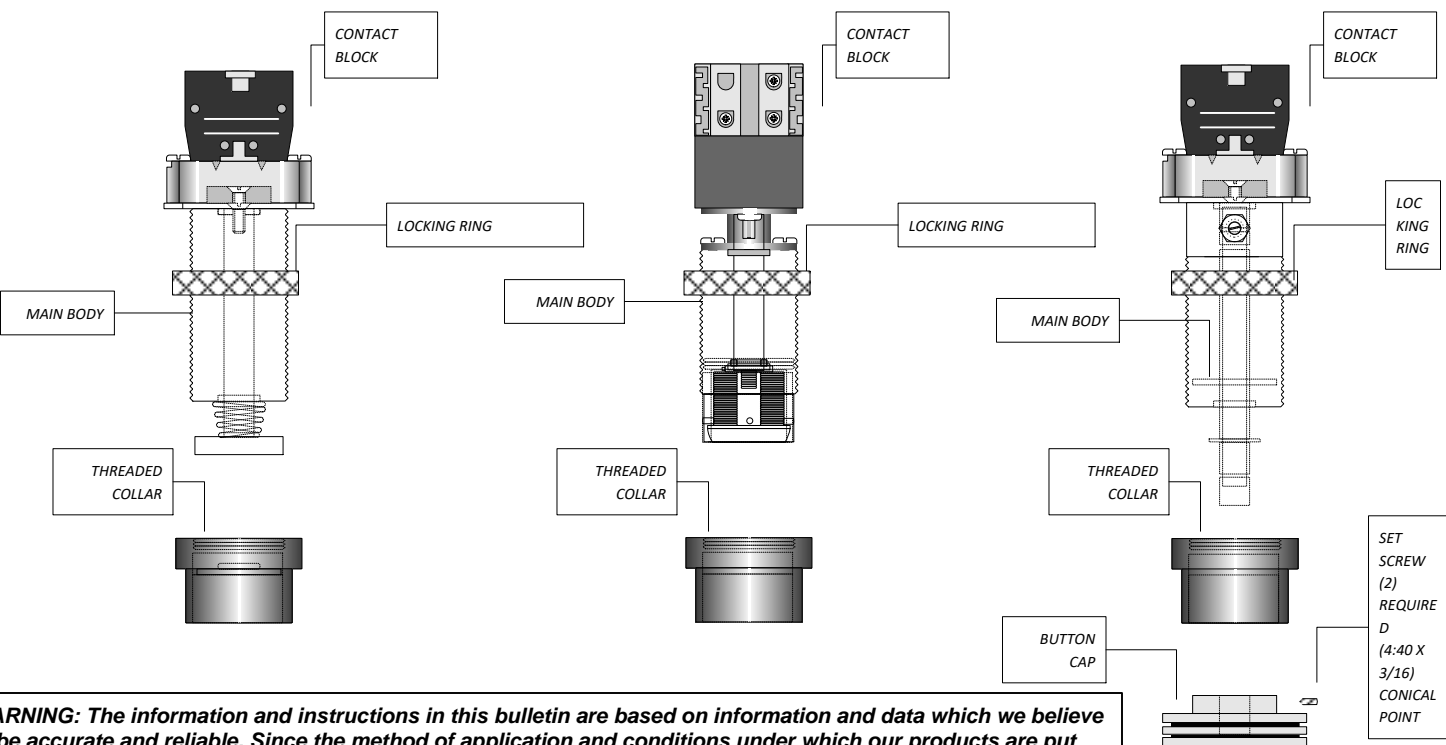 CONTACT
BLOCK
LOCKING RING
MAIN BODY
THREADED
COLLAR
CONTACT
BLOCK
LOCKING RING
MAIN BODY
THREADED
COLLAR
CONTACT
BLOCK
LOC
KING
RING
MAIN BODY
THREADED
COLLAR
BUTTON
CAP
SET
SCREW
(2)
REQUIRE
D
(4:40 X
3/16)
CONICAL
POINT
ARNING: The information and instructions in this bulletin are based on information and data which we believe
be accurate and reliable. Since the method of application and conditions under which our products are put